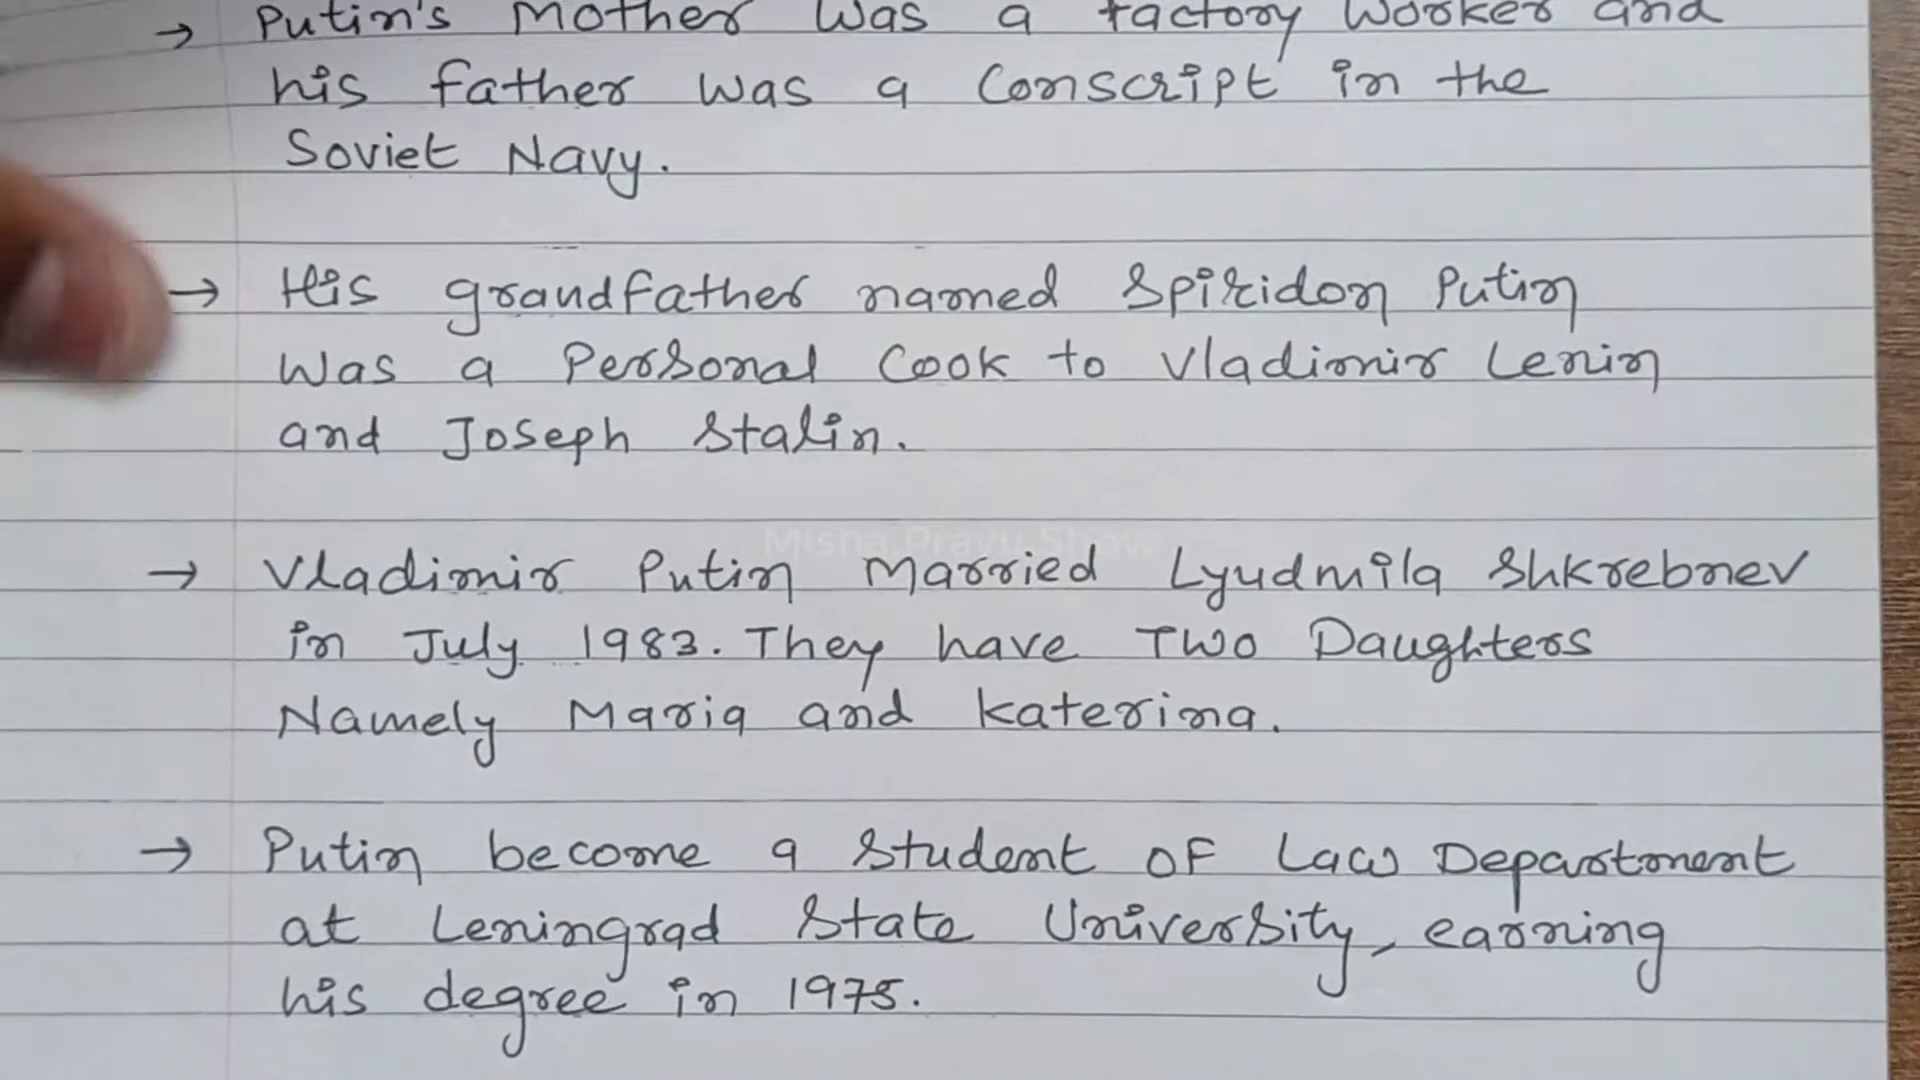 → Putin's Mother was a factory worker and
his father was a Conscript in the
Soviet Navy.
→ His grandfather named Spiridon Putin
was a Personal Cook to Vladimir Lenin
and Joseph Stalin.
Misha Prayu Show
→ Vladimir Putin Married Lyudmila Shkrebnev
in July 1983. They have Two Daughters
Namely Maria and Katerina.
→ Putin become a Student OF Law Department
at Leningrad State University, earning
his degree in 1975.